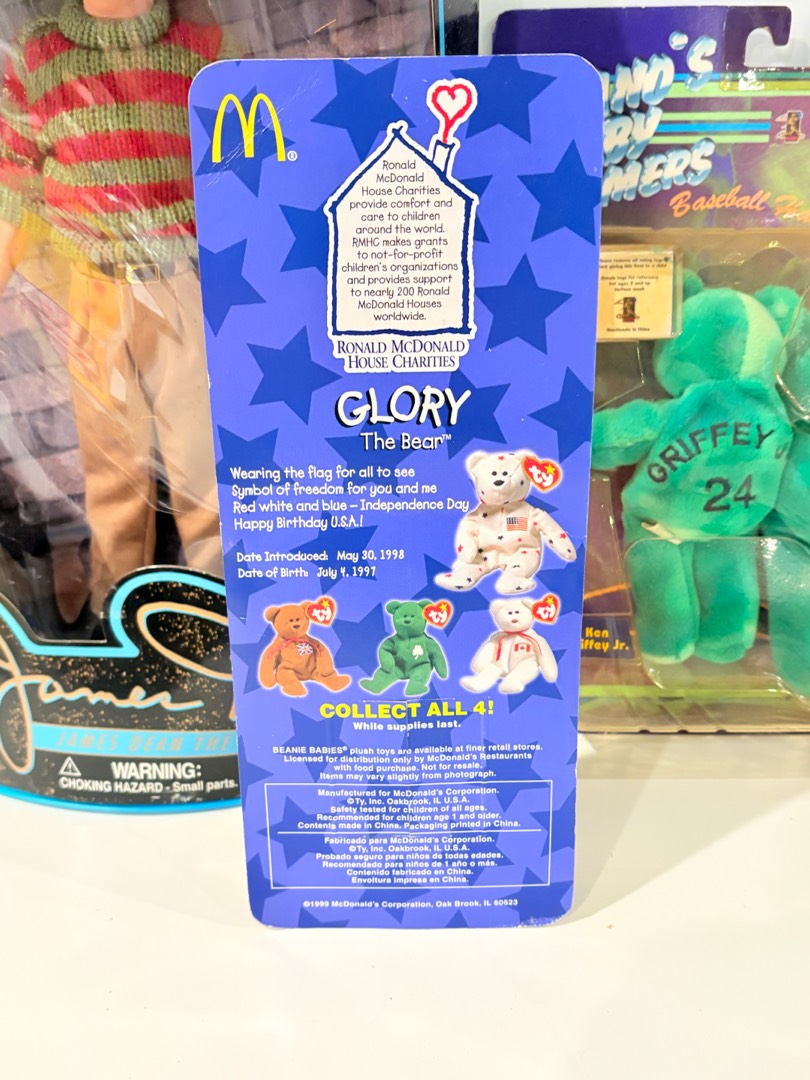 M
Ronald
McDonald
House Charities
provide comfort and
care to children
around the world.
RMHC makes grants
to not-for-profit
children's organizations
and provides support
to nearly 200 Ronald
McDonald Houses
worldwide.
RONALD MCDONALD
HOUSE CHARITIES
GLORY
The Bear™
Wearing the flag for all to see
Symbol of freedom for you and me
Red white and blue – Independence Day
Happy Birthday U.S.A.!
Date Introduced: May 30, 1998
Date of Birth: July 4, 1997
ty
ty
ty
ty
COLLECT ALL 4!
While supplies last.
BEANIE BABIES® plush toys are available at finer retail stores.
Licensed for distribution only by McDonald's Restaurants
with food purchase. Not for resale.
Items may vary slightly from photograph.
Manufactured for McDonald's Corporation.
©Ty, Inc. Oakbrook, IL U.S.A.
Safety tested for children of all ages.
Recommended for children age 1 and older.
Contents made in China. Packaging printed in China.
Fabricado para McDonald's Corporation.
©Ty, Inc. Oakbrook, IL U.S.A.
Probado seguro para niños de todas edades.
Recomendado para niños de 1 año o más.
Contenido fabricado en China.
Envoltura impresa en China.
©1999 McDonald's Corporation, Oak Brook, IL 60523
James
JAMES DEAN THE
WARNING:
CHOKING HAZARD - Small parts.
Baseball
GRIFFEY
24
Ken
iffey Jr.